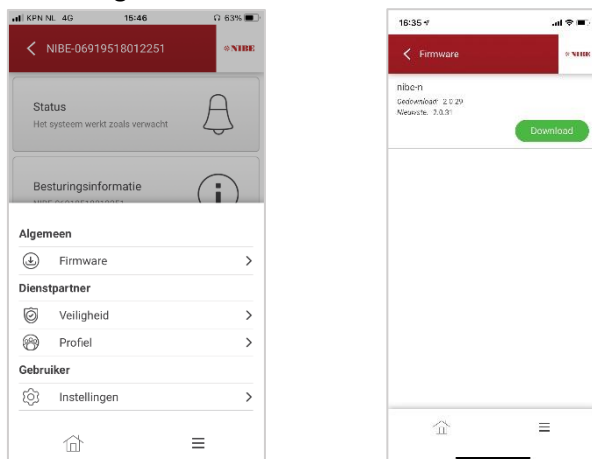 KPN NL 4G 15:46 63%
NIBE-06919518012251
NIBE
Status
Het systeem werkt zoals verwacht
Besturingsinformatie
Algemeen
Firmware
Dienstpartner
Veiligheid
Profiel
Gebruiker
Instellingen
16:35
Firmware
NIBE
nibe-n
Gedownload: 2.0.29
Nieuwste: 2.0.31
Download